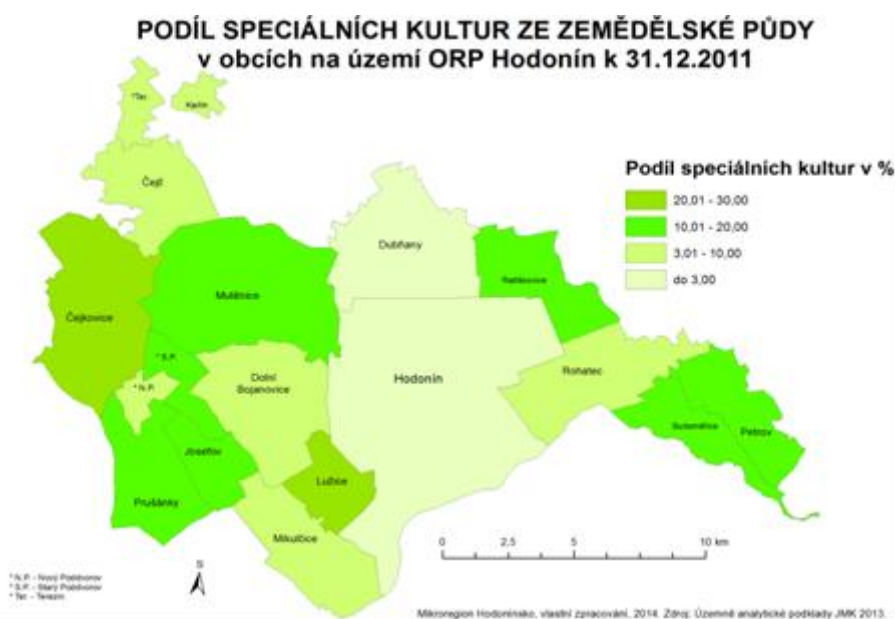 PODÍL SPECIÁLNÍCH KULTUR ZE ZEMĚDĚLSKÉ PŮDY
v obcích na území ORP Hodonín k 31.12.2011
*Ter.
Karlín
Čejč
Podíl speciálních kultur v %
20,01 - 30,00
10,01 - 20,00
3,01 - 10,00
do 3,00
Dubňany
Ratíškovice
Mutěnice
Čejkovice
* S.P.
* N.P.
Dolní
Bojanovice
Hodonín
Rohatec
Sudoměřice
Petrov
Josefov
Prušánky
Lužice
Mikulčice
S
0 2,5 5 10 km
* N.P. - Nový Poddvorov
* S.P. - Starý Poddvorov
* Ter. - Terezín
Mikroregion Hodonínsko, vlastní zpracování, 2014. Zdroj: Územně analytické podklady JMK 2013.